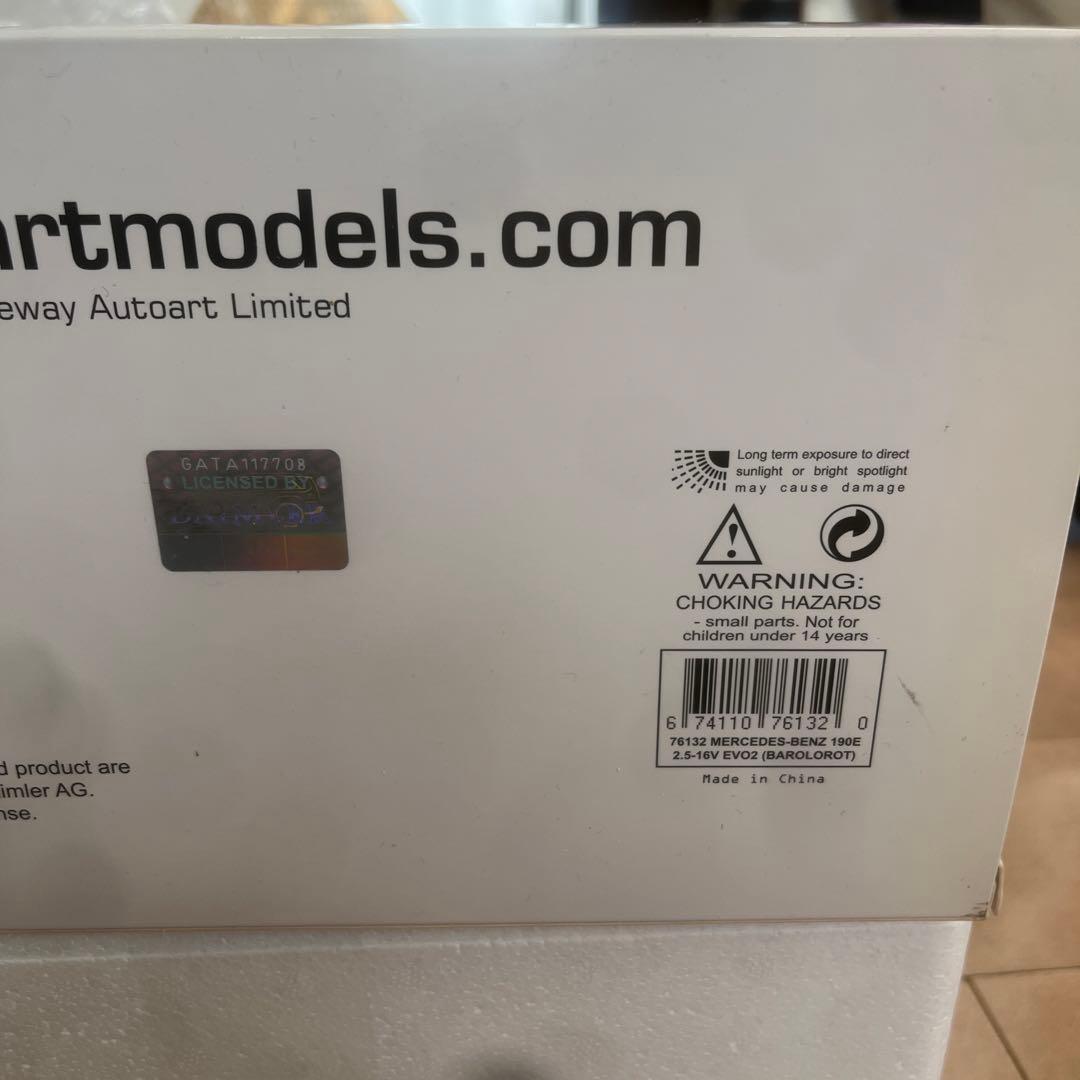 artmodels.com
eway Autoart Limited
GATA117708
LICENSED BY
DAIMLER
Long term exposure to direct
sunlight or bright spotlight
may cause damage
WARNING:
CHOKING HAZARDS
- small parts. Not for
children under 14 years
6 74110 76132 0
76132 MERCEDES-BENZ 190E
2.5-16V EVO2 (BAROLOROT)
Made in China
d product are
imler AG.
nse.